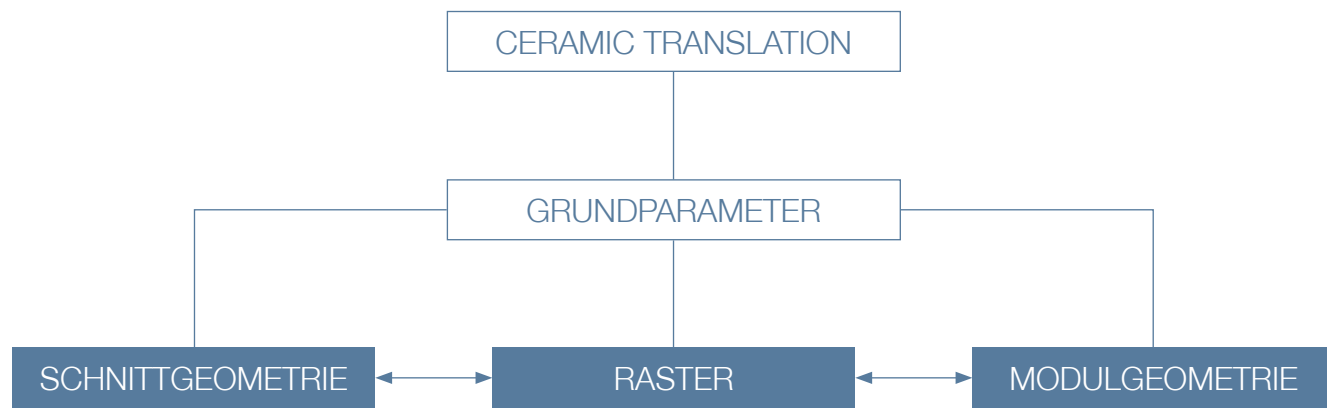 CERAMIC TRANSLATION
GRUNDPARAMETER
SCHNITTGEOMETRIE
RASTER
MODULGEOMETRIE